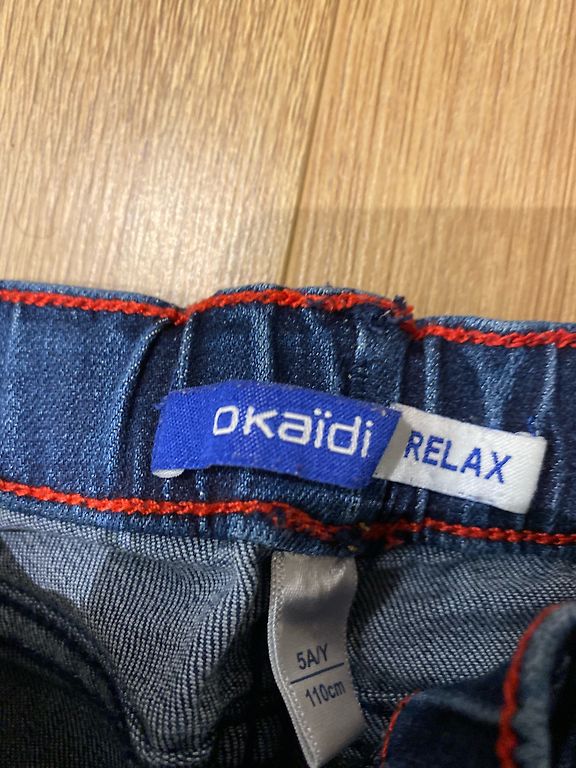 okaïdi
RELAX
5A/Y
110cm